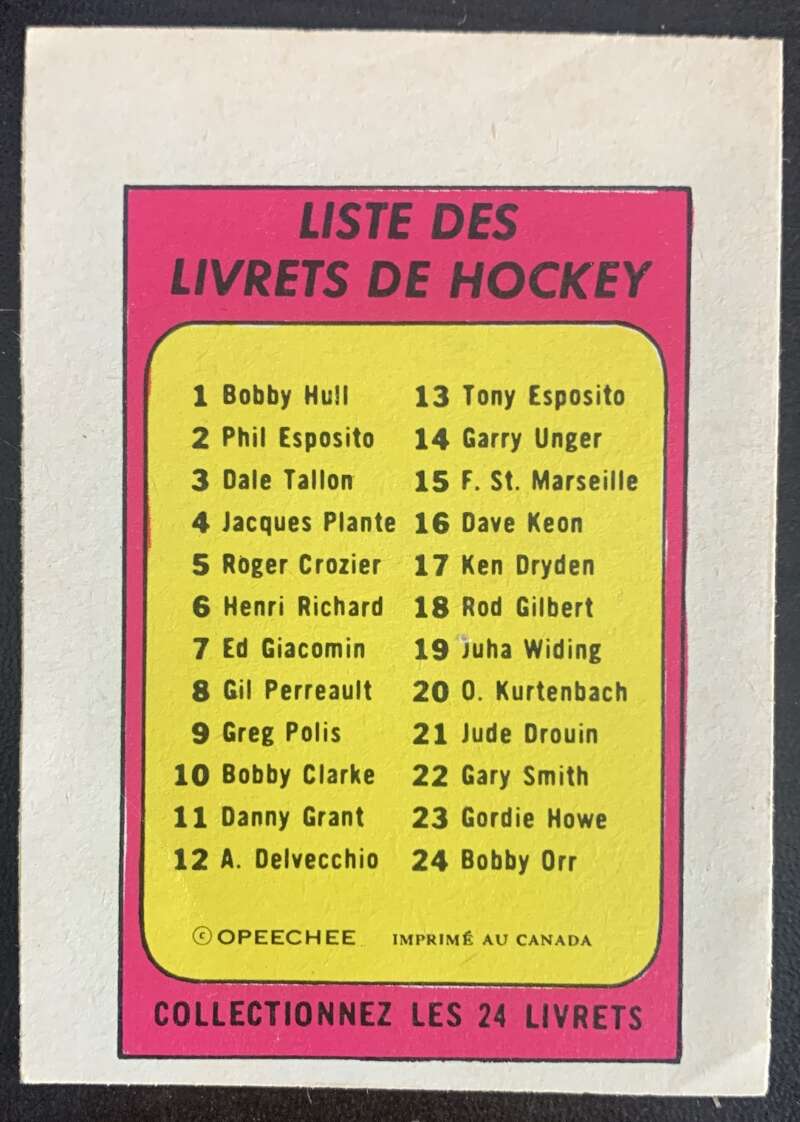 LISTE DES
LIVRETS DE HOCKEY
1 Bobby Hull
2 Phil Esposito
3 Dale Tallon
4 Jacques Plante
5 Roger Crozier
6 Henri Richard
7 Ed Giacomin
8 Gil Perreault
9 Greg Polis
10 Bobby Clarke
11 Danny Grant
12 A. Delvecchio
13 Tony Esposito
14 Garry Unger
15 F. St. Marseille
16 Dave Keon
17 Ken Dryden
18 Rod Gilbert
19 Juha Widing
20 O. Kurtenbach
21 Jude Drouin
22 Gary Smith
23 Gordie Howe
24 Bobby Orr
© OPEECHEE IMPRIMÉ AU CANADA
COLLECTIONNEZ LES 24 LIVRETS